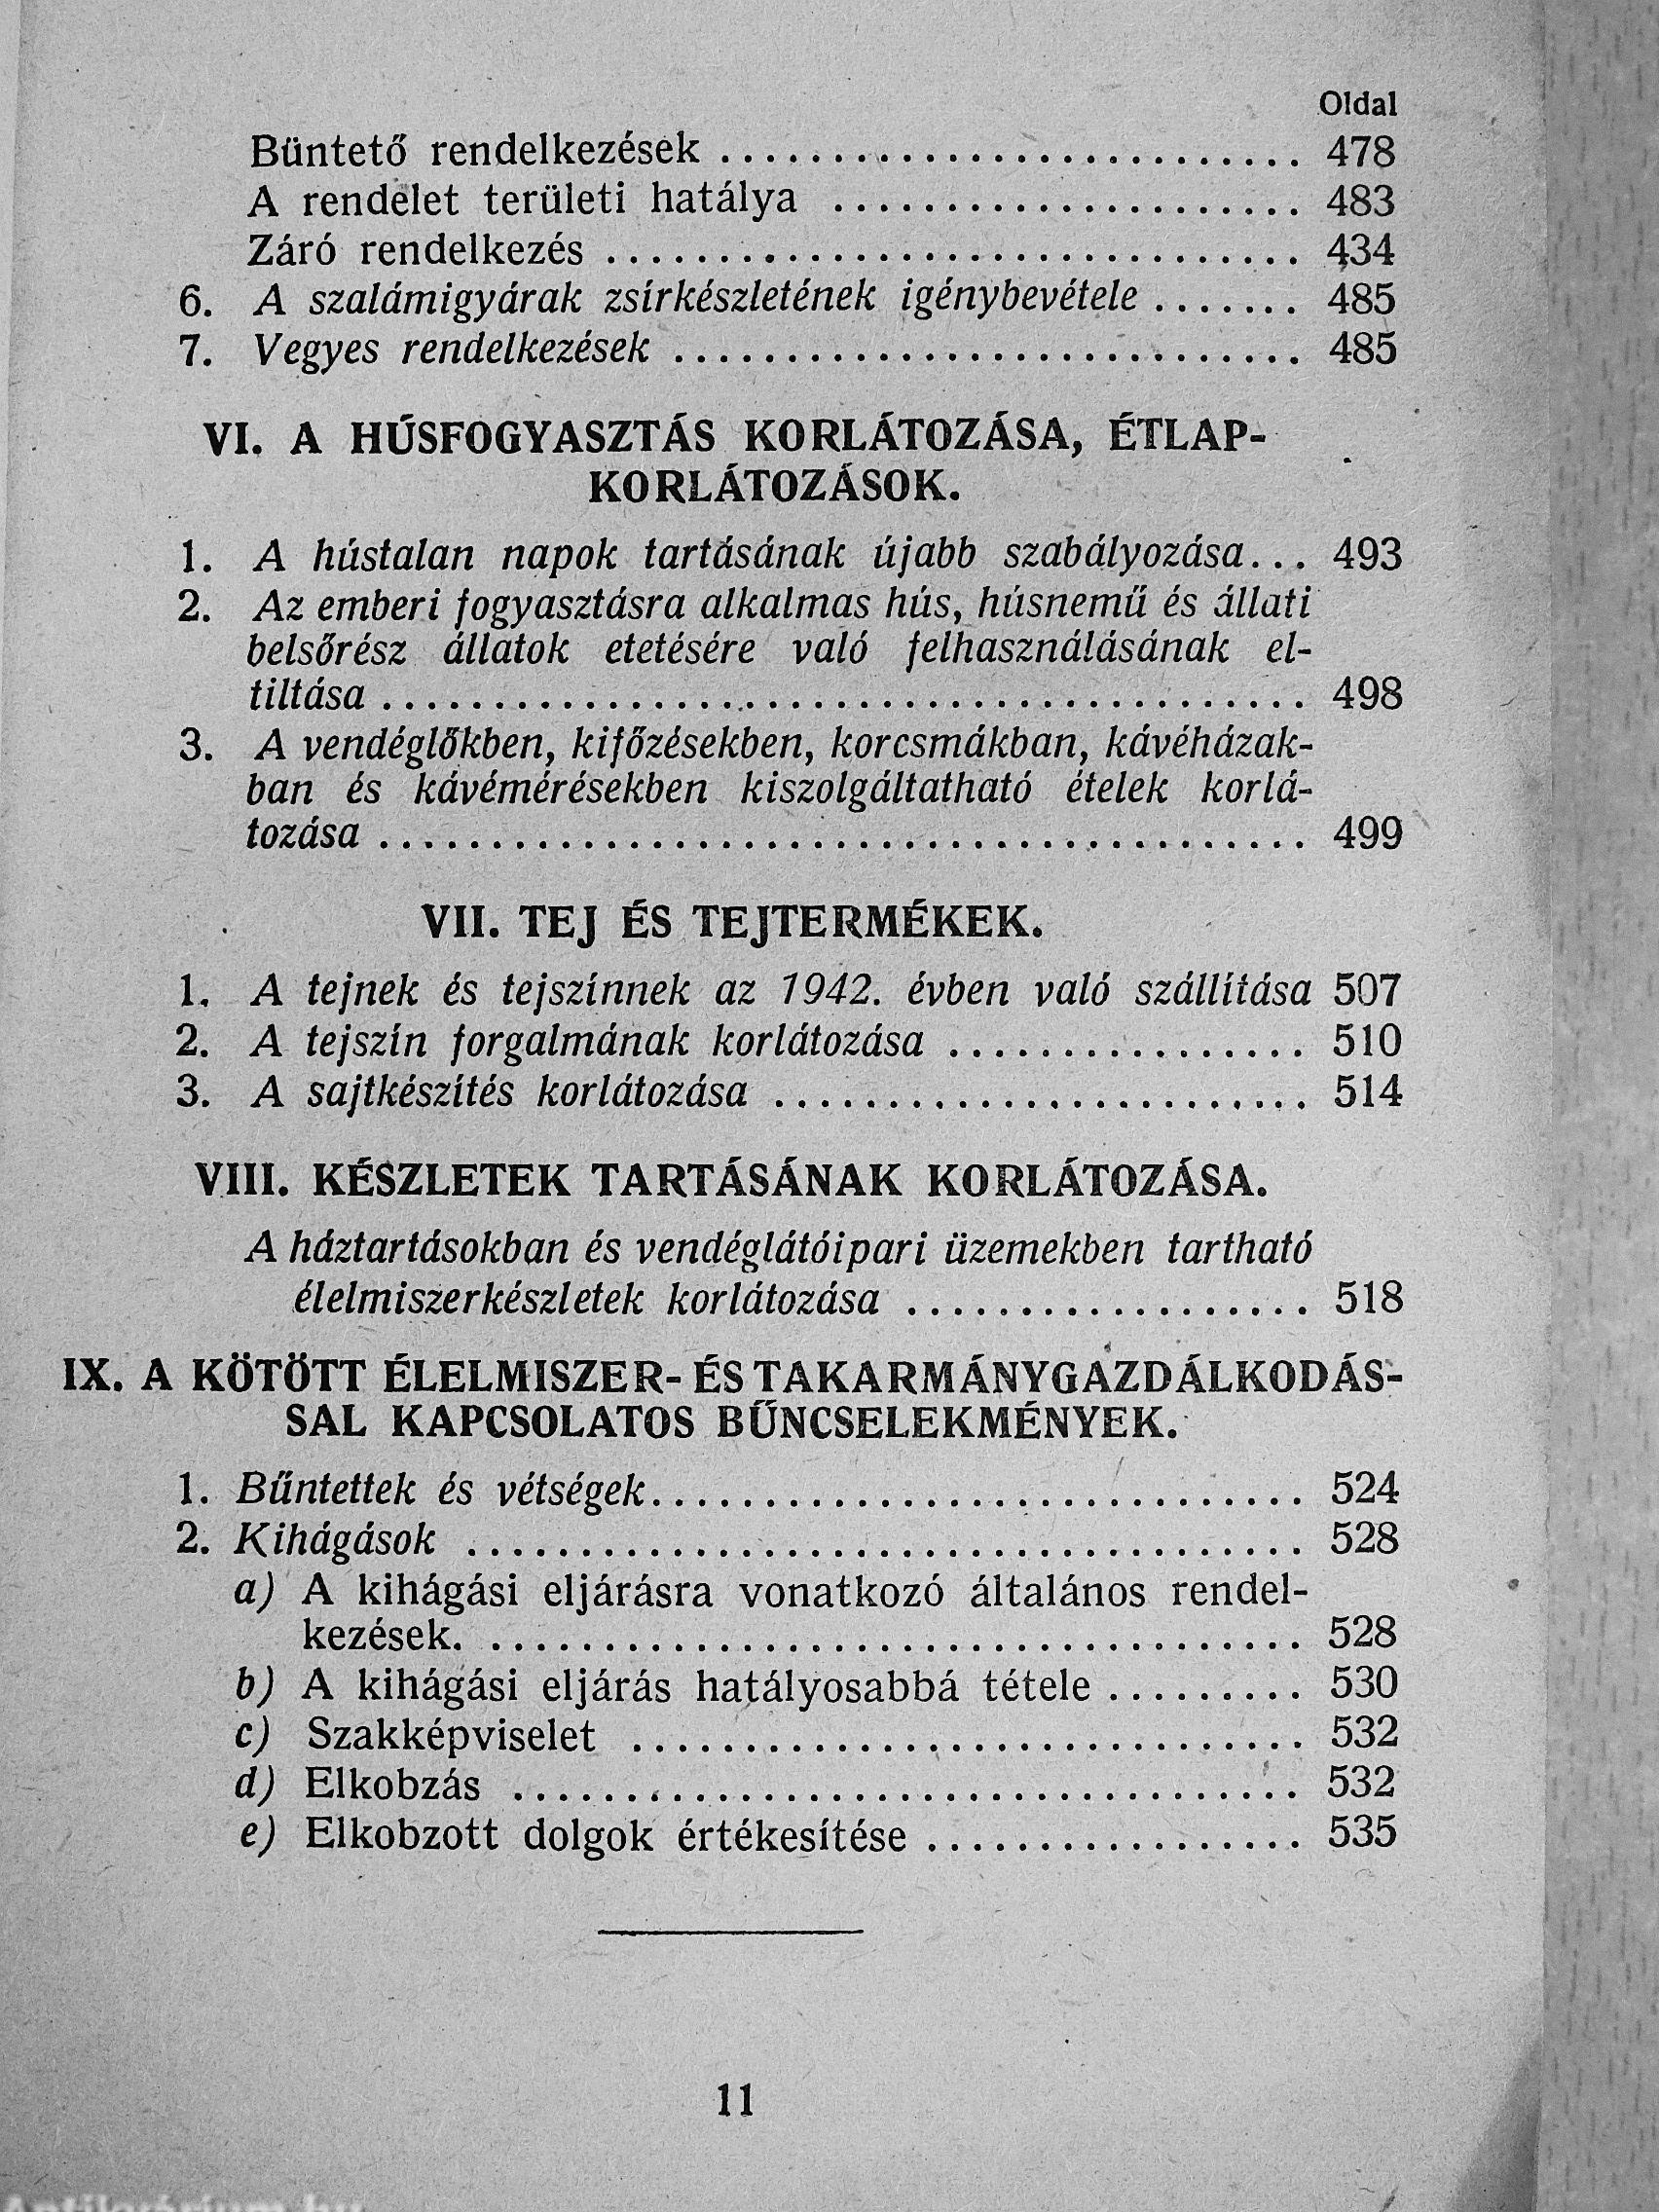 Oldal
Büntető rendelkezések ........................... 478
A rendelet területi hatálya ..................... 483
Záró rendelkezés ................................ 434
6. A szalámigyárak zsírkészletének igénybevétele ....... 485
7. Vegyes rendelkezések ............................ 485
VI. A HÚSFOGYASZTÁS KORLÁTOZÁSA, ÉTLAP-
KORLÁTOZÁSOK.
1. A hústalan napok tartásának újabb szabályozása... 493
2. Az emberi fogyasztásra alkalmas hús, húsnemű és állati
belsőrész állatok etetésére való felhasználásának el-
tiltása .......................................... 498
3. A vendéglőkben, kifőzésekben, korcsmákban, kávéházak-
ban és kávémérésekben kiszolgáltatható ételek korlá-
tozása .......................................... 499
VII. TEJ ÉS TEJTERMÉKEK.
1. A tejnek és tejszínnek az 1942. évben való szállítása 507
2. A tejszín forgalmának korlátozása ................ 510
3. A sajtkészítés korlátozása ........................ 514
VIII. KÉSZLETEK TARTÁSÁNAK KORLÁTOZÁSA.
A háztartásokban és vendéglátóipari üzemekben tartható
élelmiszerkészletek korlátozása .................. 518
IX. A KÖTÖTT ÉLELMISZER- ÉS TAKARMÁNYGAZDÁLKODÁS-
SAL KAPCSOLATOS BŰNCSELEKMÉNYEK.
1. Bűntettek és vétségek.............................. 524
2. Kihágások ...................................... 528
a) A kihágási eljárásra vonatkozó általános rendel-
kezések. ..................................... 528
b) A kihágási eljárás hatályosabbá tétele ......... 530
c) Szakképviselet ............................... 532
d) Elkobzás .................................... 532
e) Elkobzott dolgok értékesítése ................. 535
11
Antikvárium.hu